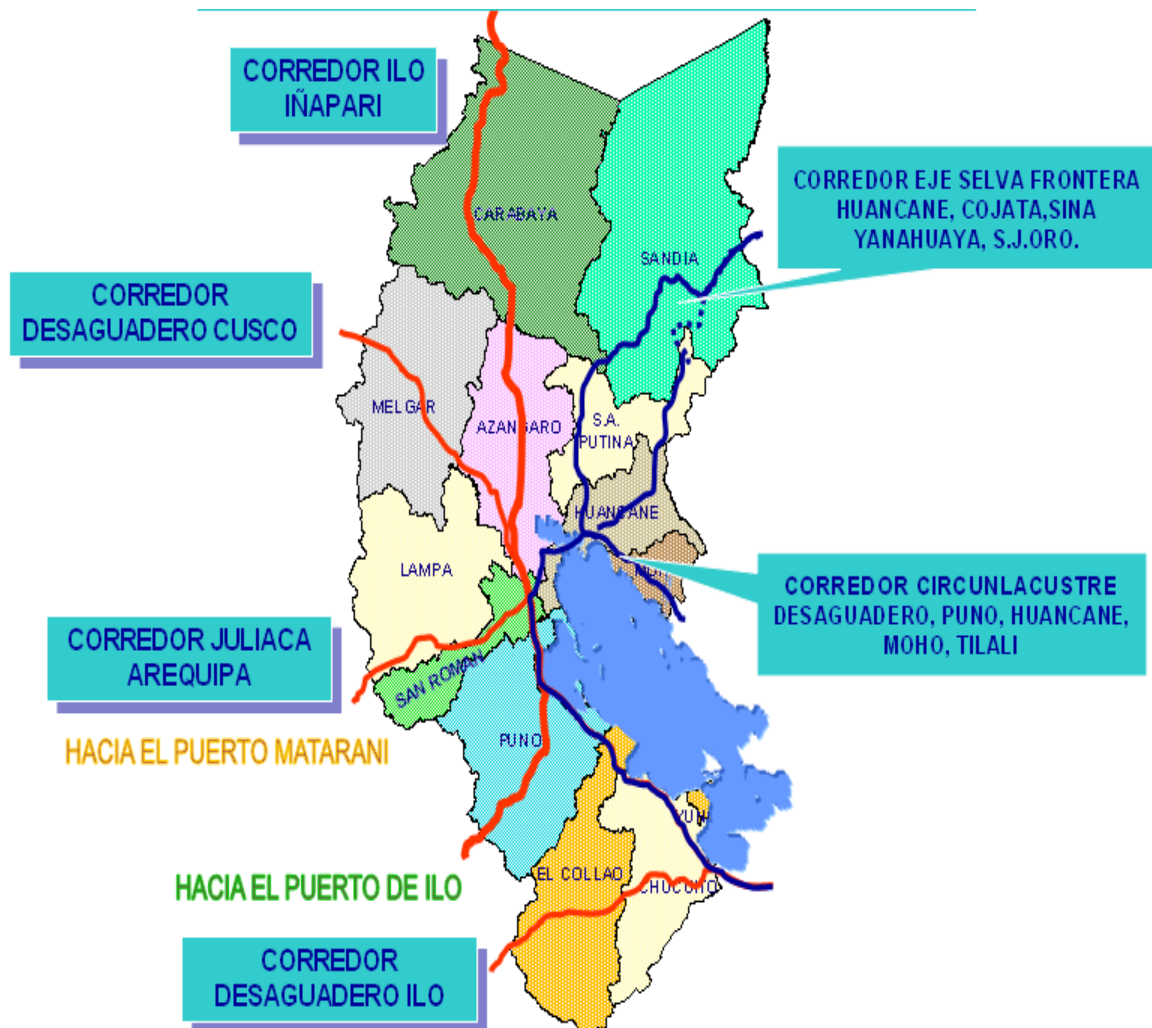 CORREDOR ILO
IÑAPARI
CARABAYA
CORREDOR EJE SELVA FRONTERA
HUANCANE, COJATA,SINA
YANAHUAYA, S.J.ORO.
SANDIA
CORREDOR
DESAGUADERO CUSCO
MELGAR
AZANGARO
S.A.
PUTINA
HUANCANE
LAMPA
CORREDOR CIRCUNLACUSTRE
DESAGUADERO, PUNO, HUANCANE,
MOHO, TILALI
CORREDOR JULIACA
AREQUIPA
SAN ROMAN
HACIA EL PUERTO MATARANI
PUNO
HACIA EL PUERTO DE ILO
EL COLLAO
CHUCUITO
CORREDOR
DESAGUADERO ILO